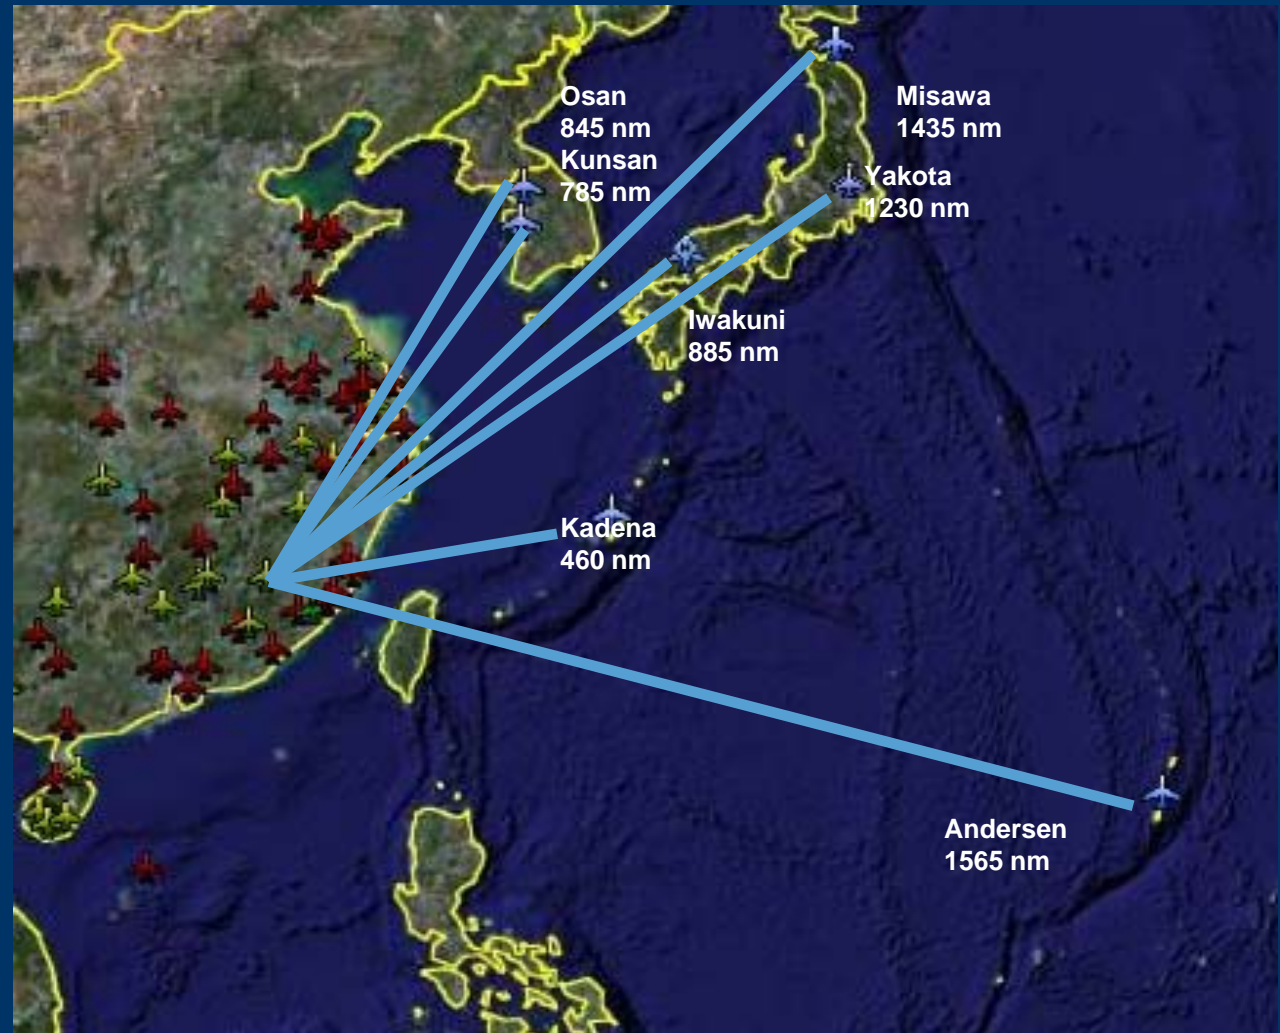 Osan
845 nm
Kunsan
785 nm
Misawa
1435 nm
Yakota
1230 nm
Iwakuni
885 nm
Kadena
460 nm
Andersen
1565 nm